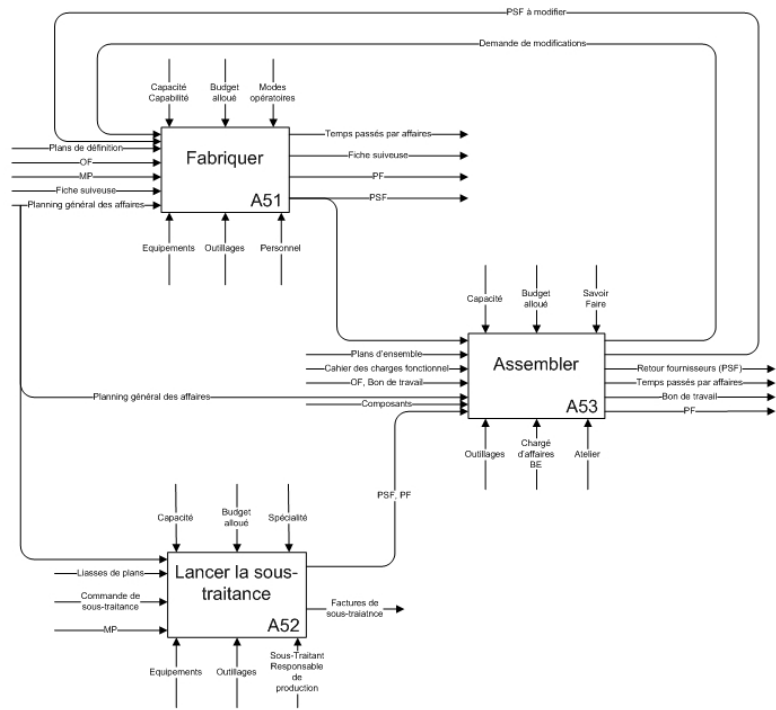 PSF à modifier
Demande de modifications
Capacité
Capabilité
Budget
alloué
Modes
opératoires
Plans de définition
OF
MP
Fiche suiveuse
Planning général des affaires
Fabriquer
A51
Temps passés par affaires
Fiche suiveuse
PF
PSF
Equipements
Outillages
Personnel
Capacité
Budget
alloué
Savoir
Faire
Plans d'ensemble
Cahier des charges fonctionnel
OF, Bon de travail
Planning général des affaires
Composants
Assembler
A53
Retour fournisseurs (PSF)
Temps passés par affaires
Bon de travail
PF
Outillages
Chargé
d'affaires
BE
Atelier
PSF, PF
Capacité
Budget
alloué
Spécialité
Liasses de plans
Commande de
sous-traitance
MP
Lancer la sous-
traitance
A52
Factures de
sous-traiatnce
Equipements
Outillages
Sous-Traitant
Responsable
de
production